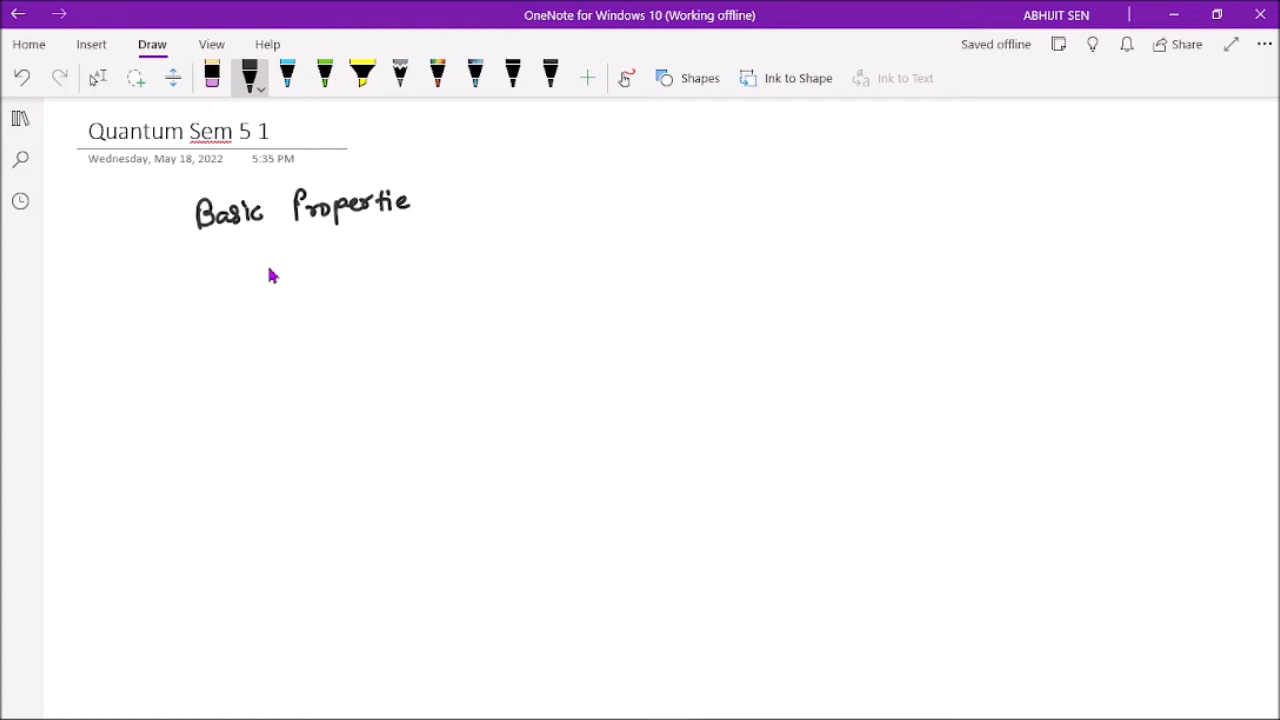 OneNote for Windows 10 (Working offline)
ABHIJIT SEN
Home Insert Draw View Help
Saved offline
Share
Shapes
Ink to Shape
Ink to Text
Quantum Sem 5 1
Wednesday, May 18, 2022 5:35 PM
Basic Propertie